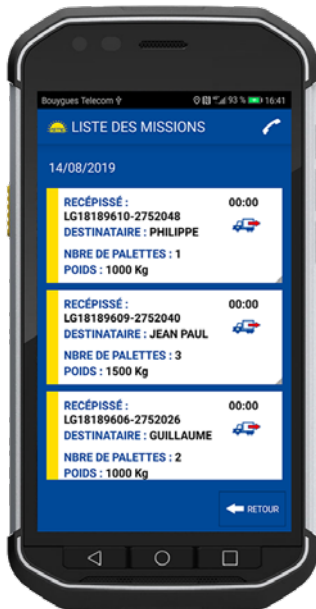 Bouygues Telecom 93 % 16:41
LISTE DES MISSIONS
14/08/2019
RECÉPISSÉ : 00:00
LG18189610-2752048
DESTINATAIRE : PHILIPPE
NBRE DE PALETTES : 1
POIDS : 1000 Kg
RECÉPISSÉ : 00:00
LG18189609-2752040
DESTINATAIRE : JEAN PAUL
NBRE DE PALETTES : 3
POIDS : 1500 Kg
RECÉPISSÉ : 00:00
LG18189606-2752026
DESTINATAIRE : GUILLAUME
NBRE DE PALETTES : 2
POIDS : 1000 Kg
RETOUR